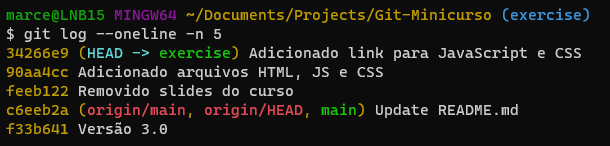 marce@LNB15 MINGW64 ~/Documents/Projects/Git-Minicurso (exercise)
$ git log --oneline -n 5
34266e9 (HEAD -> exercise) Adicionado link para JavaScript e CSS
90aa4cc Adicionado arquivos HTML, JS e CSS
feeb122 Removido slides do curso
c6eeb2a (origin/main, origin/HEAD, main) Update README.md
f33b641 Versão 3.0